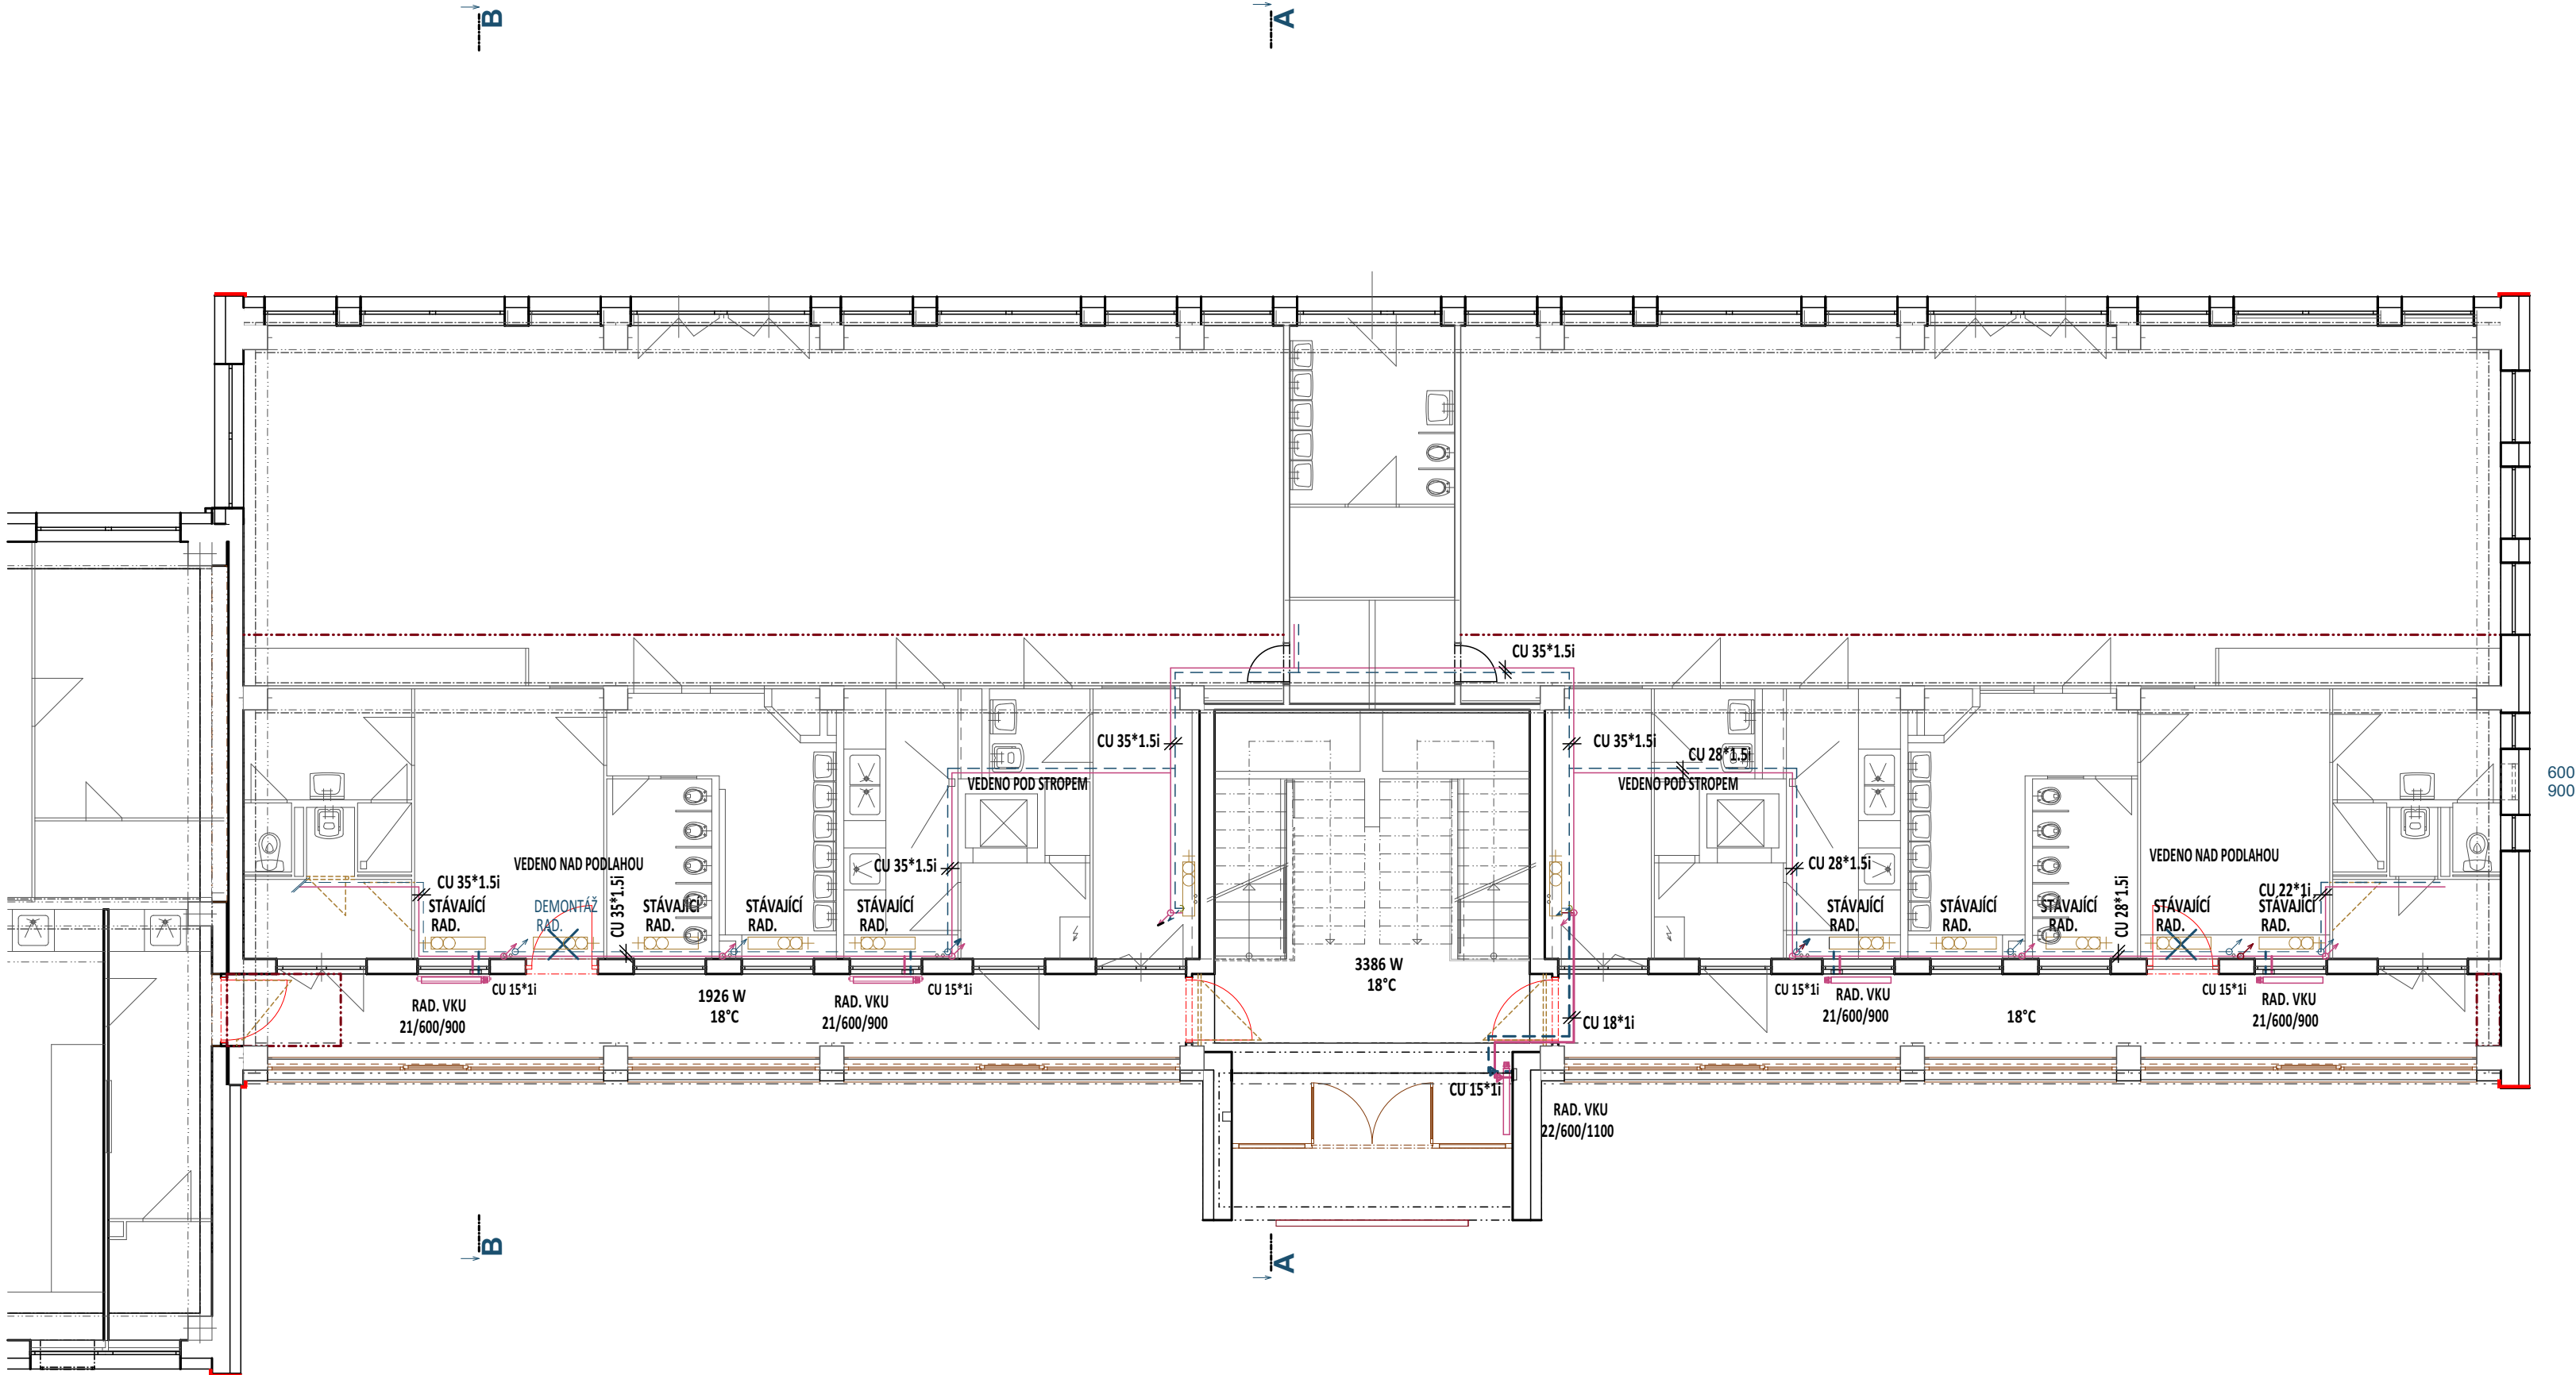 B
A
CU 35*1.5i
CU 35*1.5i
CU 35*1.5i
CU 28*1.5i
VEDENO POD STROPEM
VEDENO POD STROPEM
600
900
VEDENO NAD PODLAHOU
CU 35*1.5i
CU 28*1.5i
VEDENO NAD PODLAHOU
CU 35*1.5i
CU 22*1i
STÁVAJÍCÍ
RAD.
DEMONTÁŽ
RAD.
CU 35*1.5i
STÁVAJÍCÍ
RAD.
STÁVAJÍCÍ
RAD.
STÁVAJÍCÍ
RAD.
STÁVAJÍCÍ
RAD.
STÁVAJÍCÍ
RAD.
STÁVAJÍCÍ
RAD.
CU 28*1.5i
STÁVAJÍCÍ
RAD.
STÁVAJÍCÍ
RAD.
3386 W
18°C
CU 15*1i
1926 W
18°C
CU 15*1i
CU 15*1i
CU 15*1i
RAD. VKU
21/600/900
RAD. VKU
21/600/900
RAD. VKU
21/600/900
18°C
RAD. VKU
21/600/900
CU 18*1i
CU 15*1i
RAD. VKU
22/600/1100
B
A